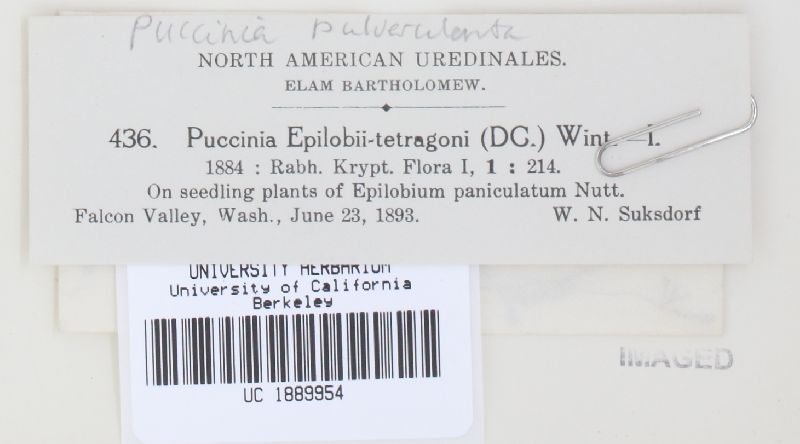 Puccinia pulverulenta
NORTH AMERICAN UREDINALES.
ELAM BARTHOLOMEW.
436. Puccinia Epilobii-tetragoni (DC.) Wint. —I.
1884 : Rabh. Krypt. Flora I, 1 : 214.
On seedling plants of Epilobium paniculatum Nutt.
Falcon Valley, Wash., June 23, 1893. W. N. Suksdorf
UNIVERSITY HERBARIUM
University of California
Berkeley
UC 1889954
IMAGED